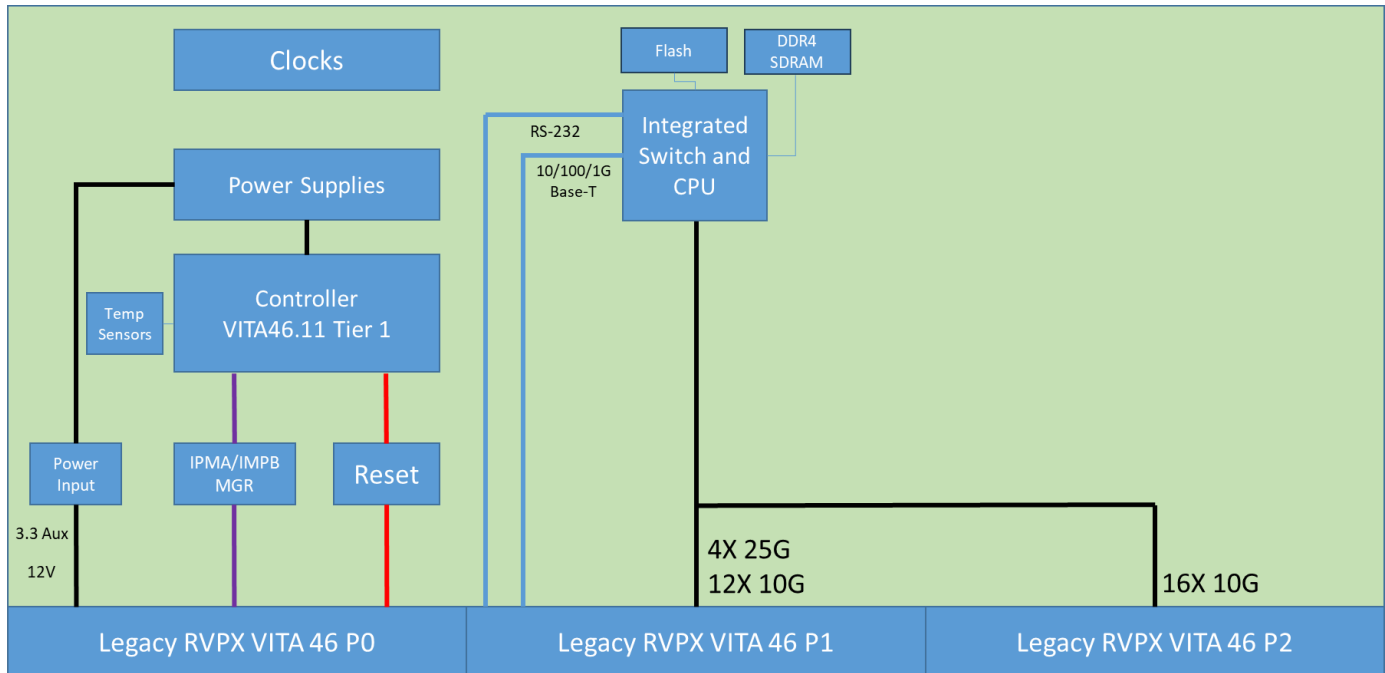 Clocks
Flash
DDR4
SDRAM
RS-232
Integrated
Switch and
CPU
10/100/1G
Base-T
Power Supplies
Controller
VITA46.11 Tier 1
Temp
Sensors
Power
Input
IPMA/IMPB
MGR
Reset
3.3 Aux
12V
4X 25G
12X 10G
16X 10G
Legacy RVPX VITA 46 P0
Legacy RVPX VITA 46 P1
Legacy RVPX VITA 46 P2